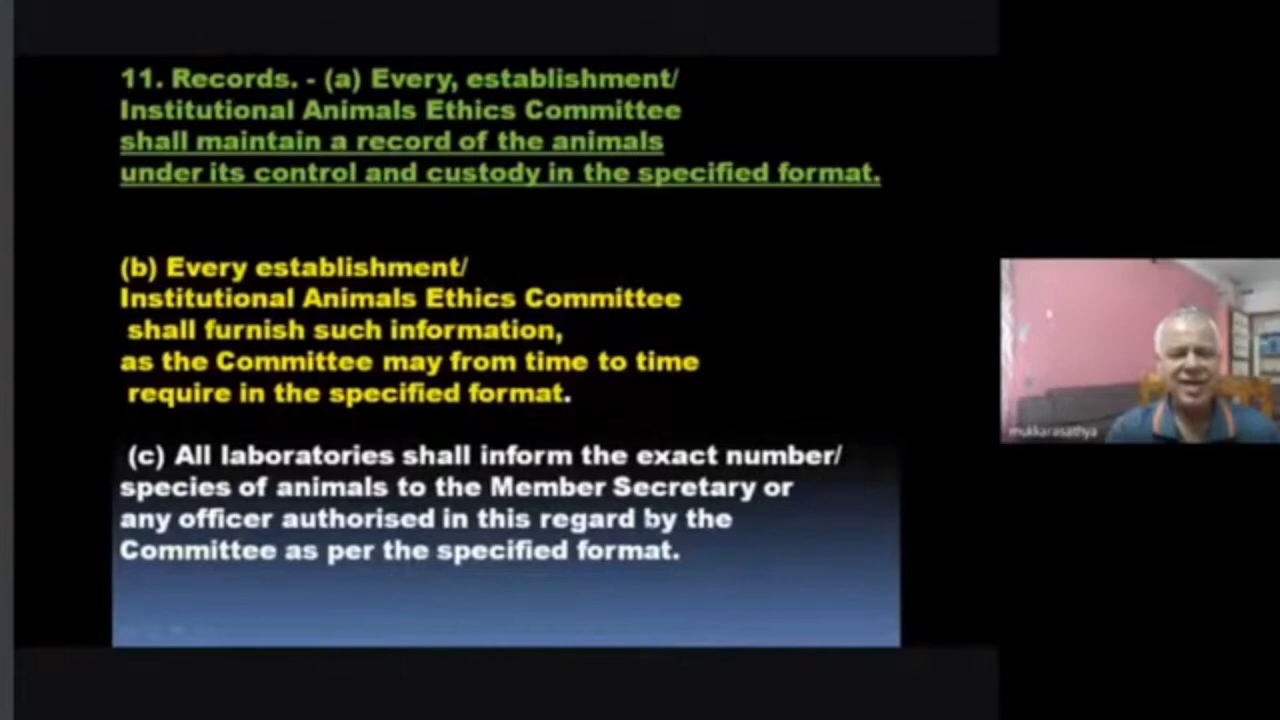 11. Records. - (a) Every, establishment/
Institutional Animals Ethics Committee
shall maintain a record of the animals
under its control and custody in the specified format.
(b) Every establishment/
Institutional Animals Ethics Committee
shall furnish such information,
as the Committee may from time to time
require in the specified format.
(c) All laboratories shall inform the exact number/
species of animals to the Member Secretary or
any officer authorised in this regard by the
Committee as per the specified format.
mukkarasathya